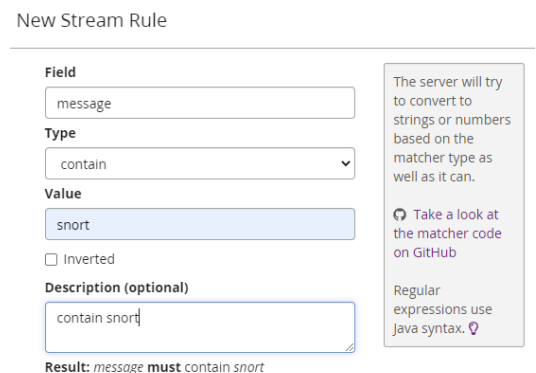 New Stream Rule
Field
message
Type
contain
Value
snort
Inverted
Description (optional)
contain snort
Result: message must contain snort
The server will try
to convert to
strings or numbers
based on the
matcher type as
well as it can.
Take a look at
the matcher code
on GitHub
Regular
expressions use
Java syntax.